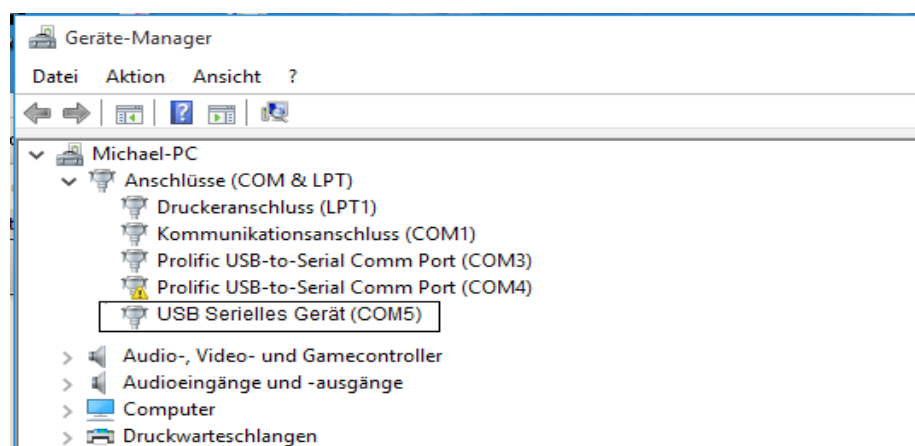 Geräte-Manager
Datei Aktion Ansicht ?
Michael-PC
Anschlüsse (COM & LPT)
Druckeranschluss (LPT1)
Kommunikationsanschluss (COM1)
Prolific USB-to-Serial Comm Port (COM3)
Prolific USB-to-Serial Comm Port (COM4)
USB Serielles Gerät (COM5)
Audio-, Video- und Gamecontroller
Audioeingänge und -ausgänge
Computer
Druckwarteschlangen